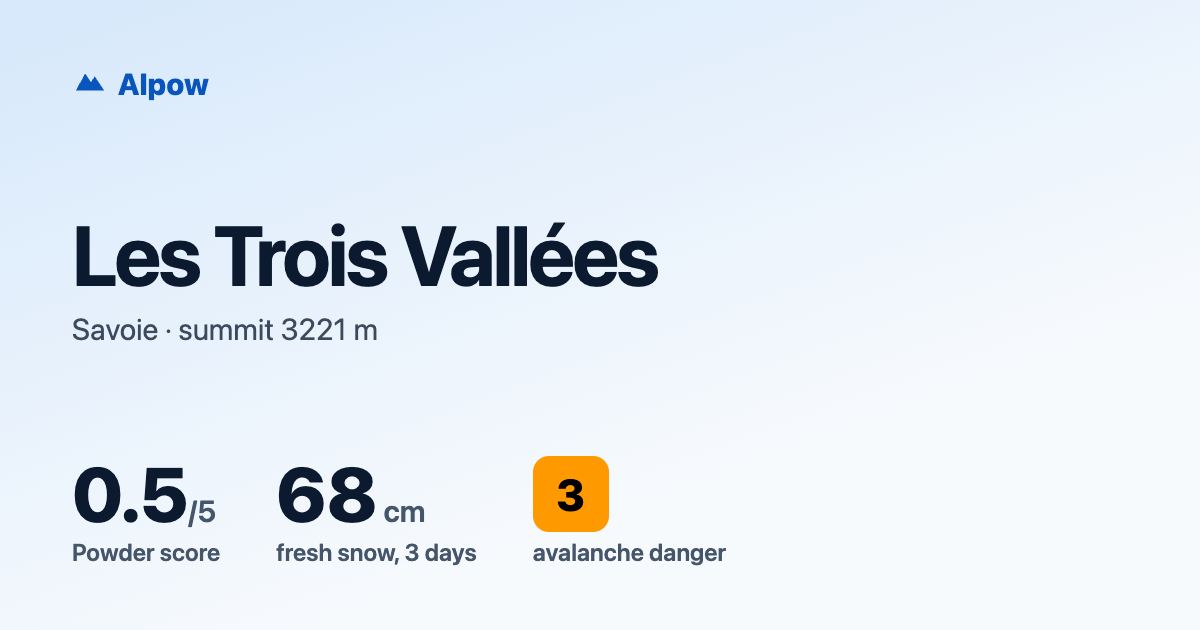 Alpow
Les Trois Vallées
Savoie · summit 3221 m
0.5/5
Powder score
68 cm
fresh snow, 3 days
3
avalanche danger